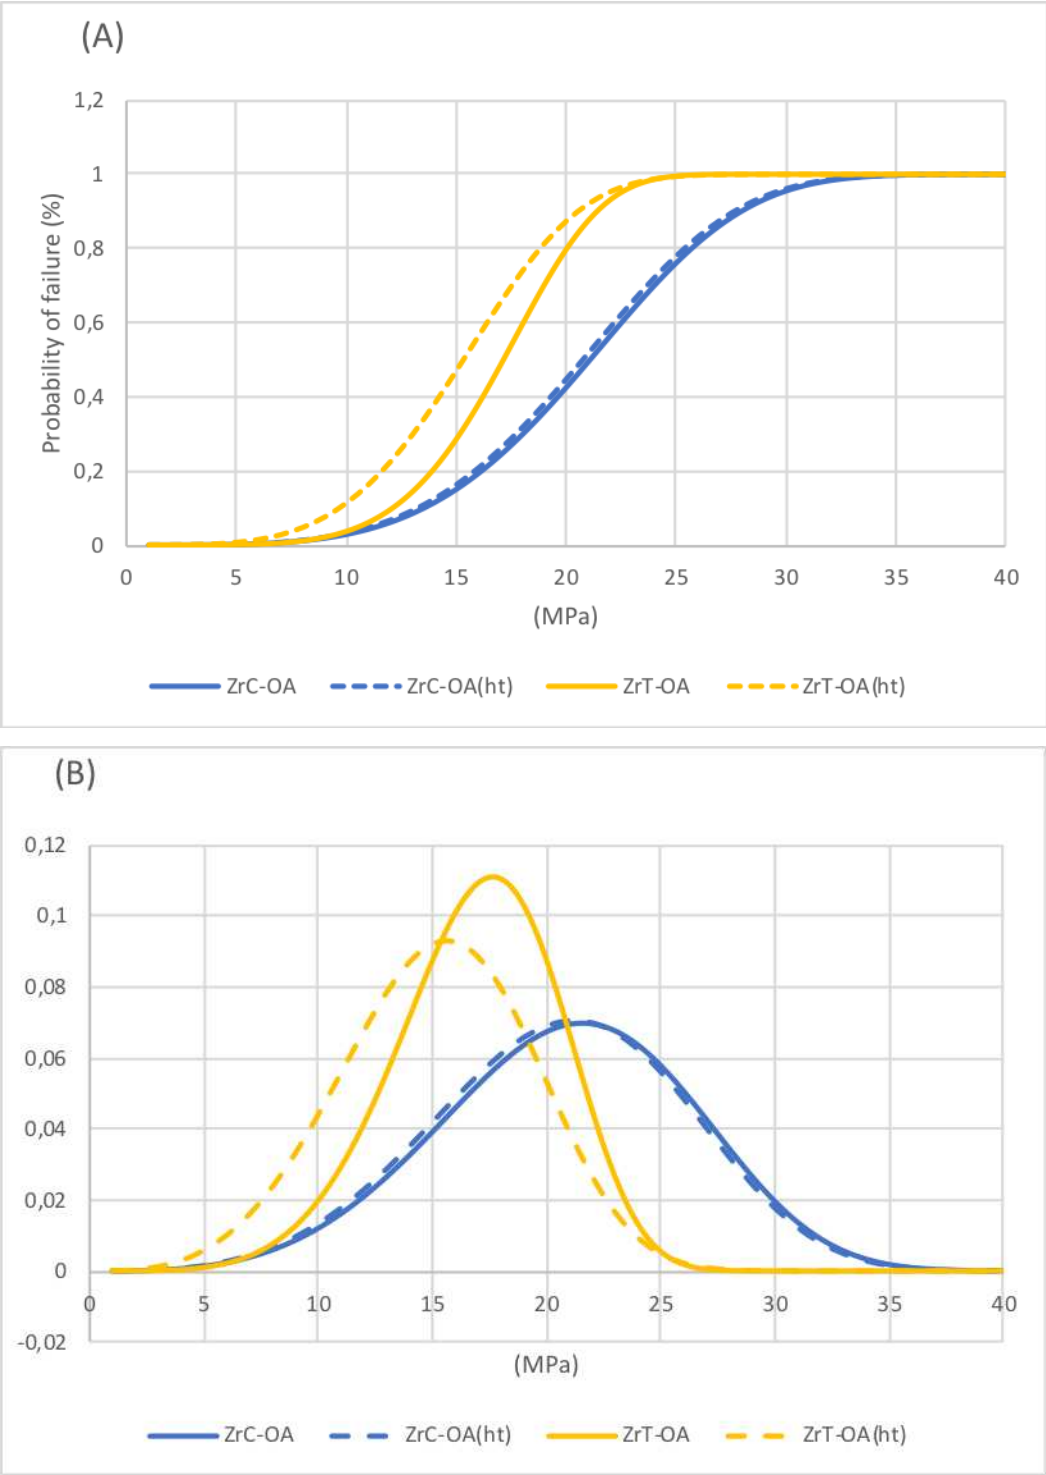 (A)
Probability of failure (%)
1,2
1
0,8
0,6
0,4
0,2
0
0 5 10 15 20 25 30 35 40
(MPa)
ZrC-OA ZrC-OA(ht) ZrT-OA ZrT-OA(ht)
(B)
0,12
0,1
0,08
0,06
0,04
0,02
0
0 5 10 15 20 25 30 35 40
-0,02
(MPa)
ZrC-OA ZrC-OA(ht) ZrT-OA ZrT-OA(ht)